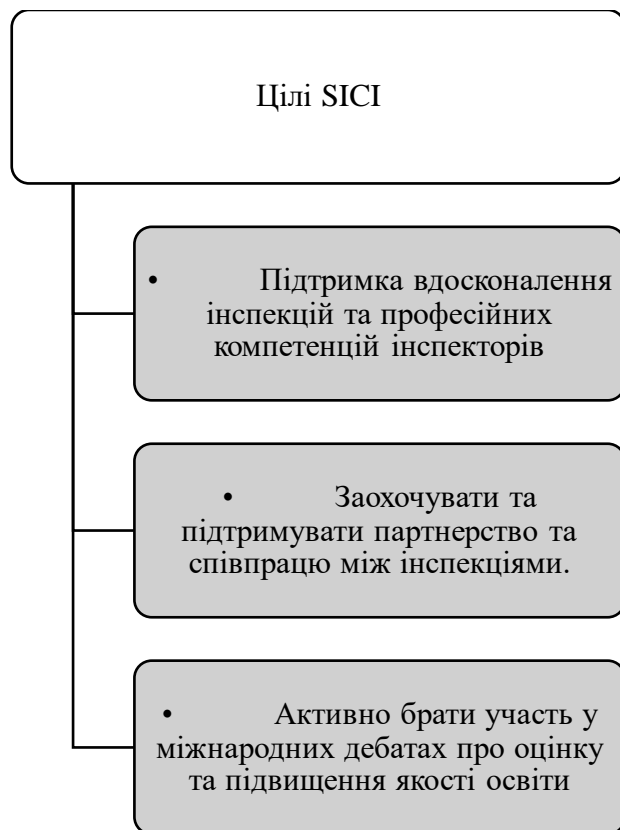 Цілі SICI
• Підтримка вдосконалення
інспекцій та професійних
компетенцій інспекторів
• Заохочувати та
підтримувати партнерство та
співпрацю між інспекціями.
• Активно брати участь у
міжнародних дебатах про оцінку
та підвищення якості освіти